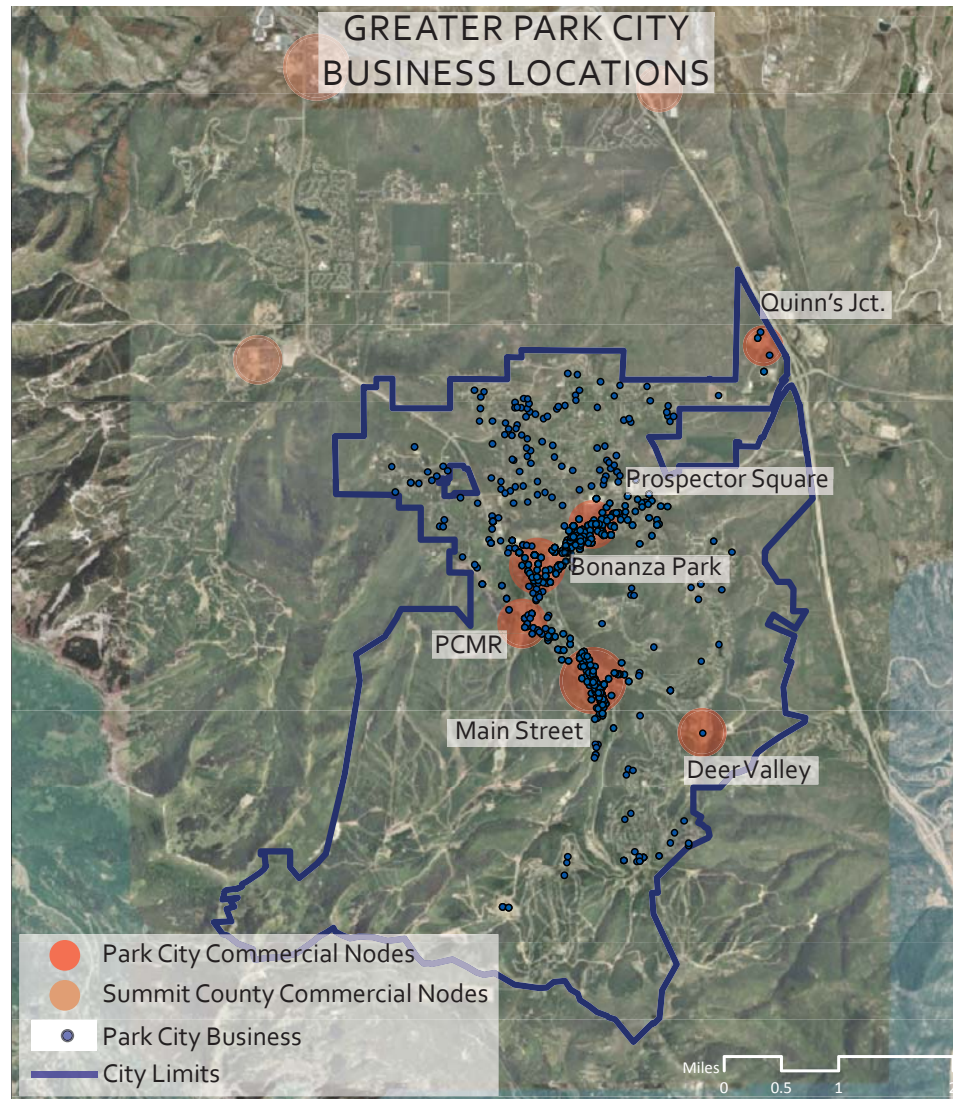 GREATER PARK CITY
BUSINESS LOCATIONS
Quinn's Jct.
Prospector Square
Bonanza Park
PCMR
Main Street
Deer Valley
Park City Commercial Nodes
Summit County Commercial Nodes
Park City Business
City Limits
Miles
0 0.5 1 2